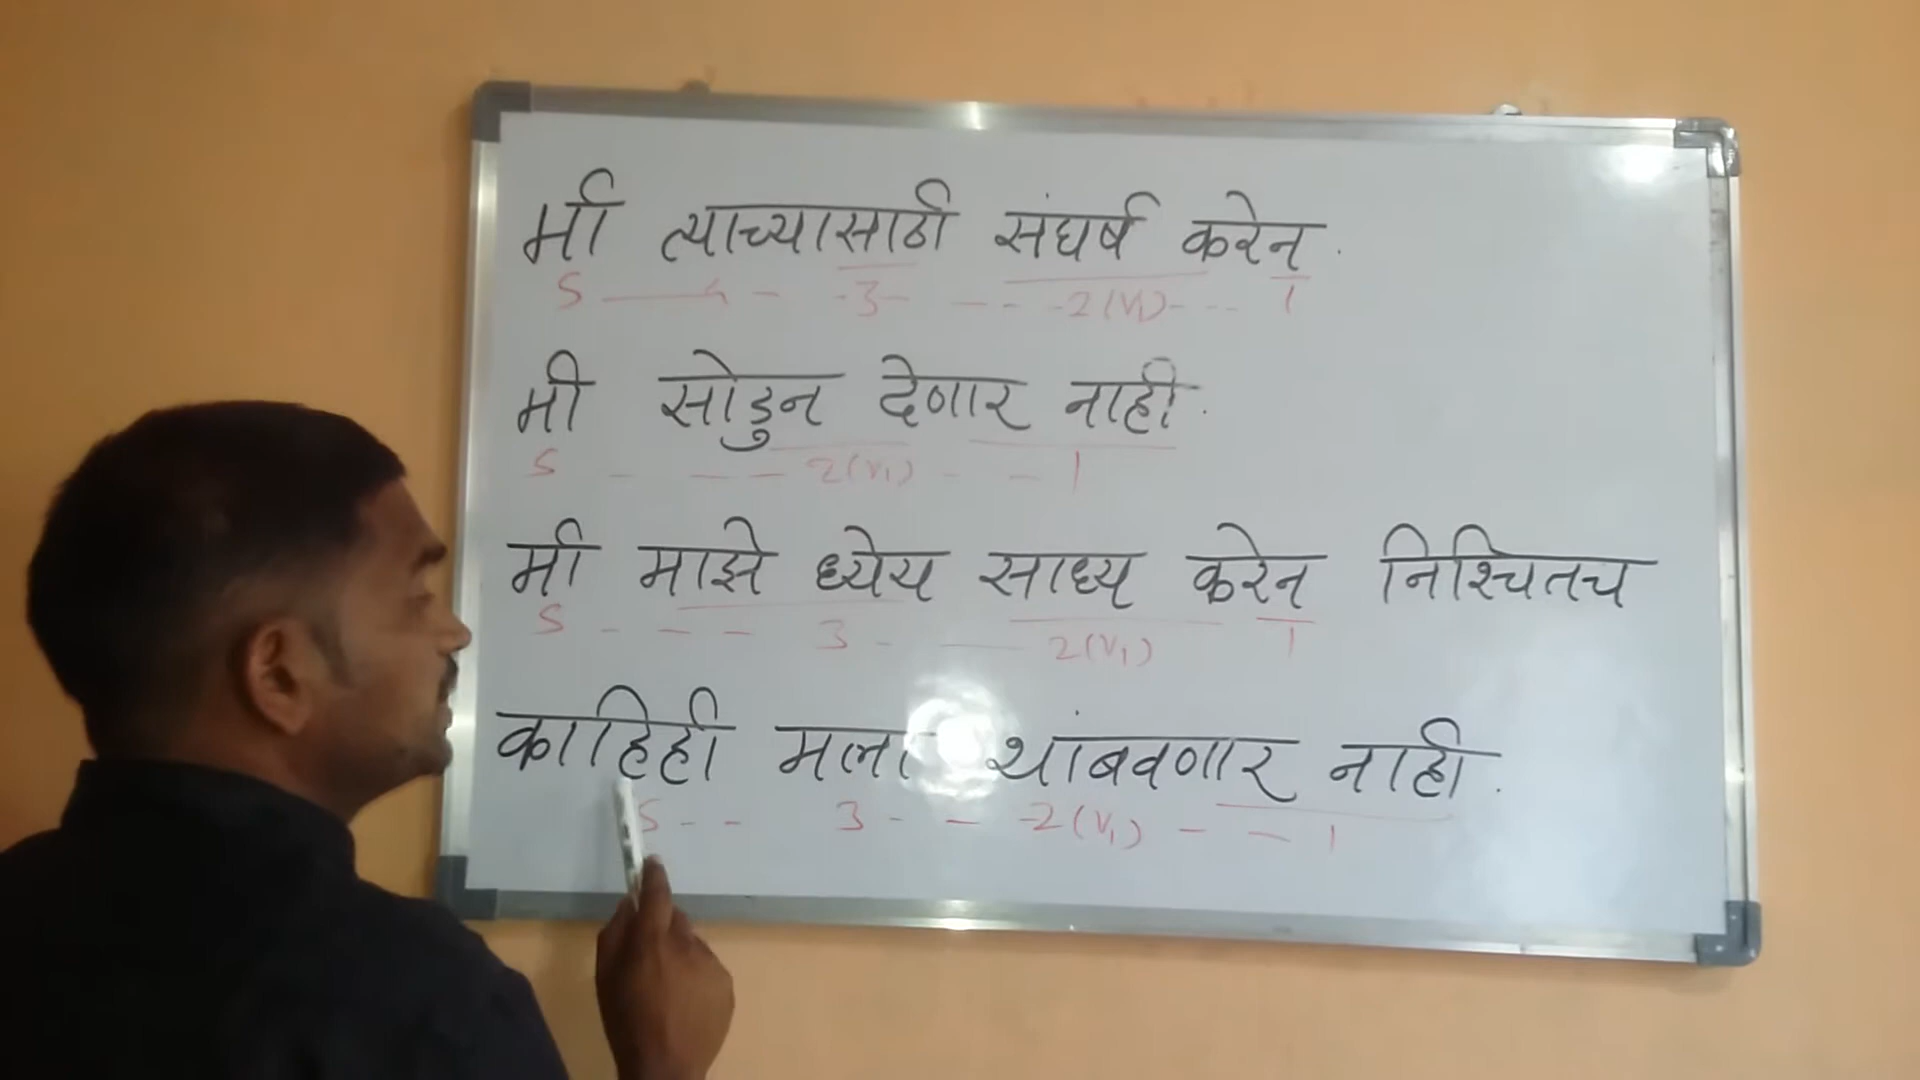 मी त्याच्यासाठी संघर्ष करेन.
S 3 2(V1) 1
मी सोडुन देणार नाही.
S 2(V1) 1
मी माझे ध्येय साध्य करेन निश्चितच
S 3 2(V1) 1
काहिही मला थांबवणार नाही.
S 3 2(V1) 1